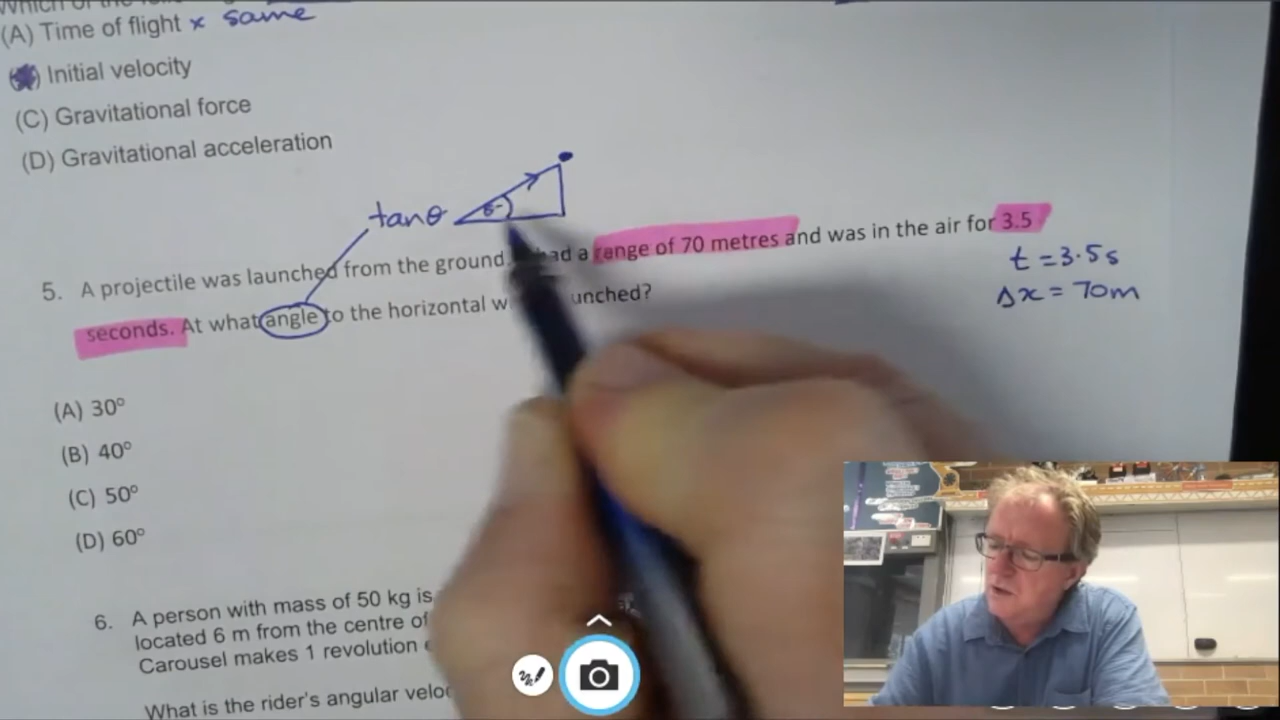 (A) Time of flight x same
Initial velocity
(C) Gravitational force
(D) Gravitational acceleration
tanθ θ
5. A projectile was launched from the ground. had a range of 70 metres and was in the air for 3.5
seconds. At what angle to the horizontal unched?
t = 3.5s
Δx = 70m
(A) 30°
(B) 40°
(C) 50°
(D) 60°
6. A person with mass of 50 kg is
located 6 m from the centre of
Carousel makes 1 revolution
What is the rider's angular